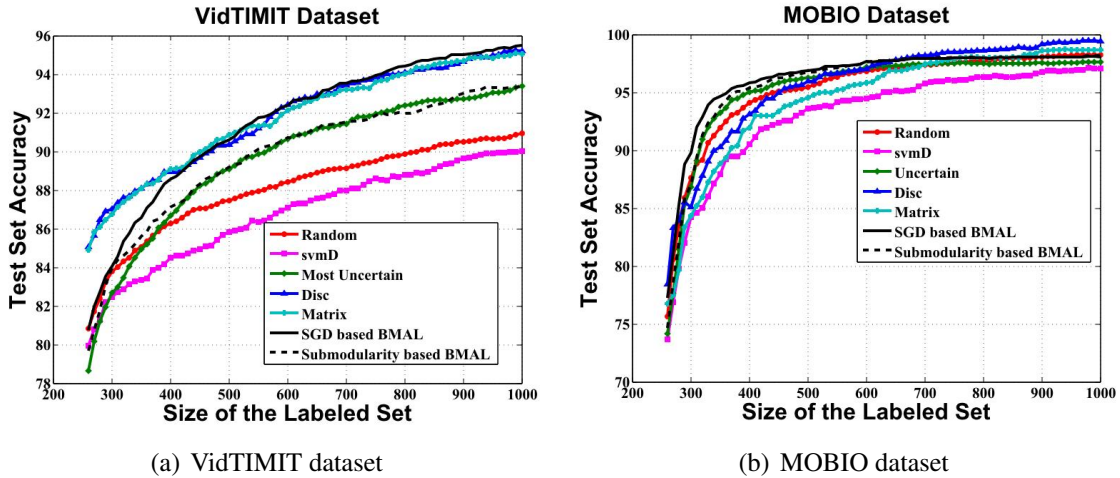 VidTIMIT Dataset
Test Set Accuracy
96
94
92
90
88
86
84
82
80
78
200 300 400 500 600 700 800 900 1000
Size of the Labeled Set
Random
svmD
Most Uncertain
Disc
Matrix
SGD based BMAL
Submodularity based BMAL
(a) VidTIMIT dataset
MOBIO Dataset
Test Set Accuracy
100
95
90
85
80
75
70
200 300 400 500 600 700 800 900 1000
Size of the Labeled Set
Random
svmD
Uncertain
Disc
Matrix
SGD based BMAL
Submodularity based BMAL
(b) MOBIO dataset